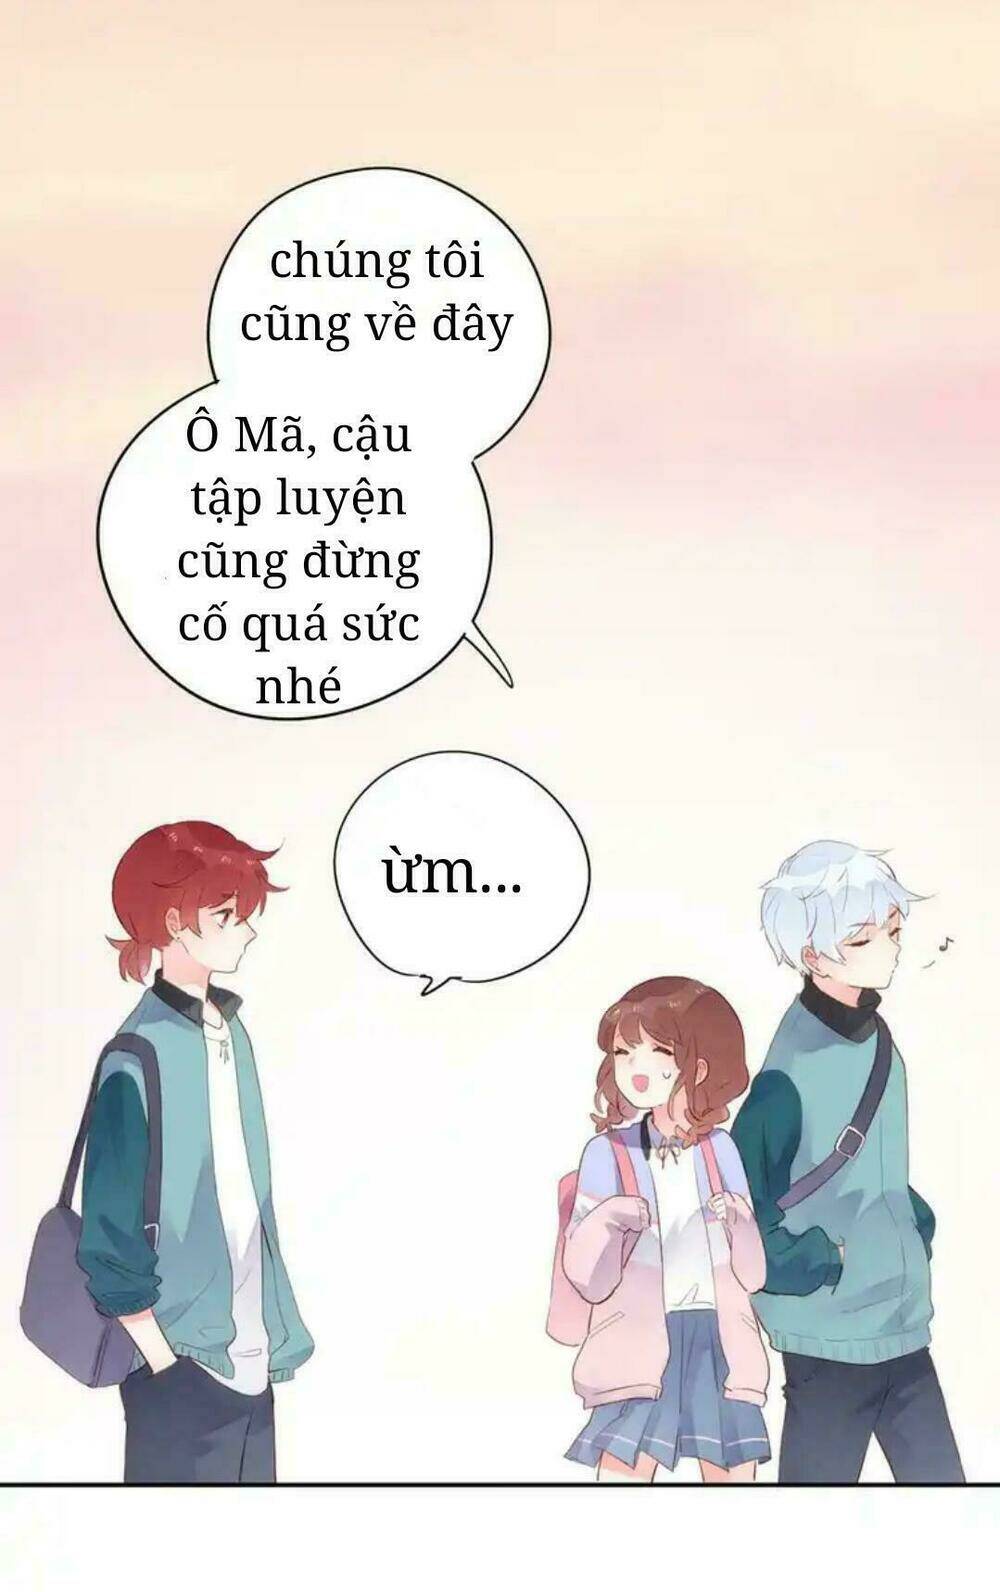 chúng tôi
cũng về đây
Ô Mã, cậu
tập luyện
cũng đừng
cố quá sức
nhé
ừm...